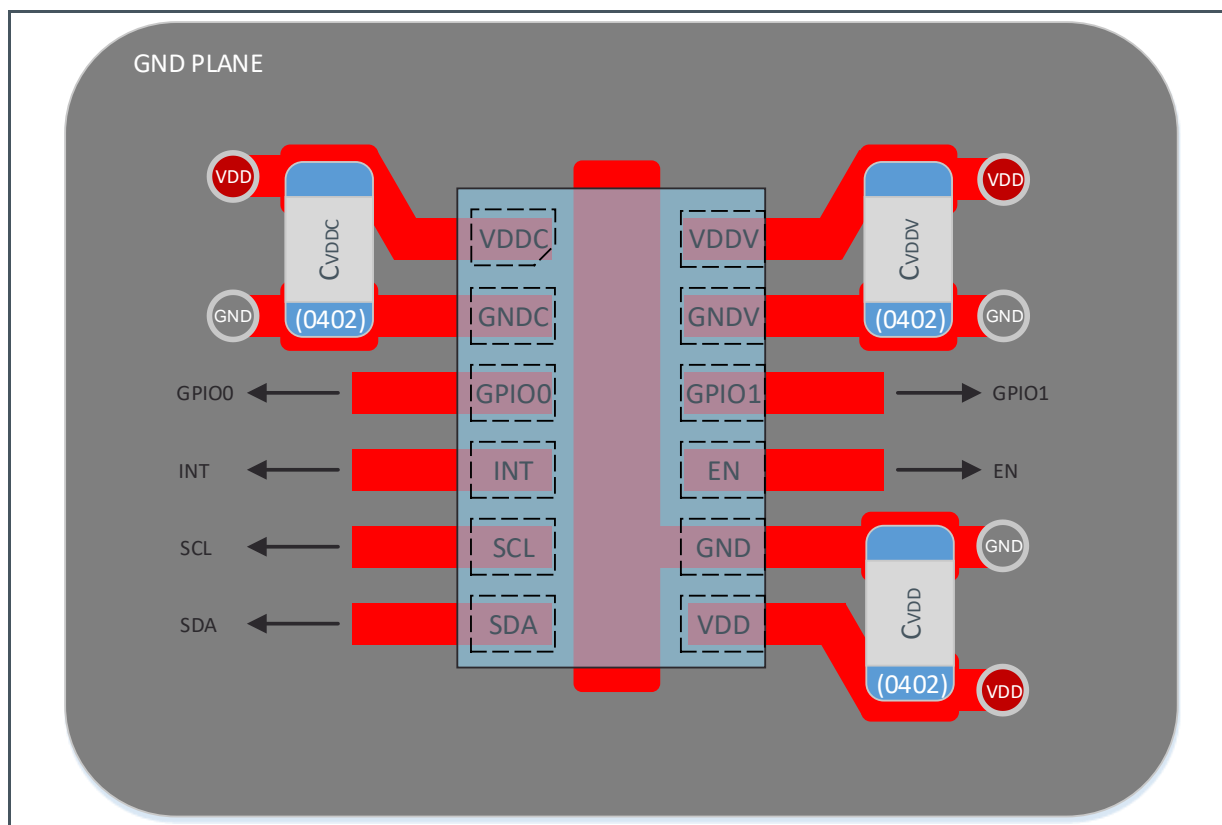 GND PLANE
VDD
VDD
CVDDC
CVDDV
VDDC
VDDV
GND
(0402)
GNDC
GNDV
(0402)
GND
GPIO0
GPIO0
GPIO1
GPIO1
INT
INT
EN
EN
SCL
SCL
GND
GND
SDA
SDA
VDD
CVDD
(0402)
VDD